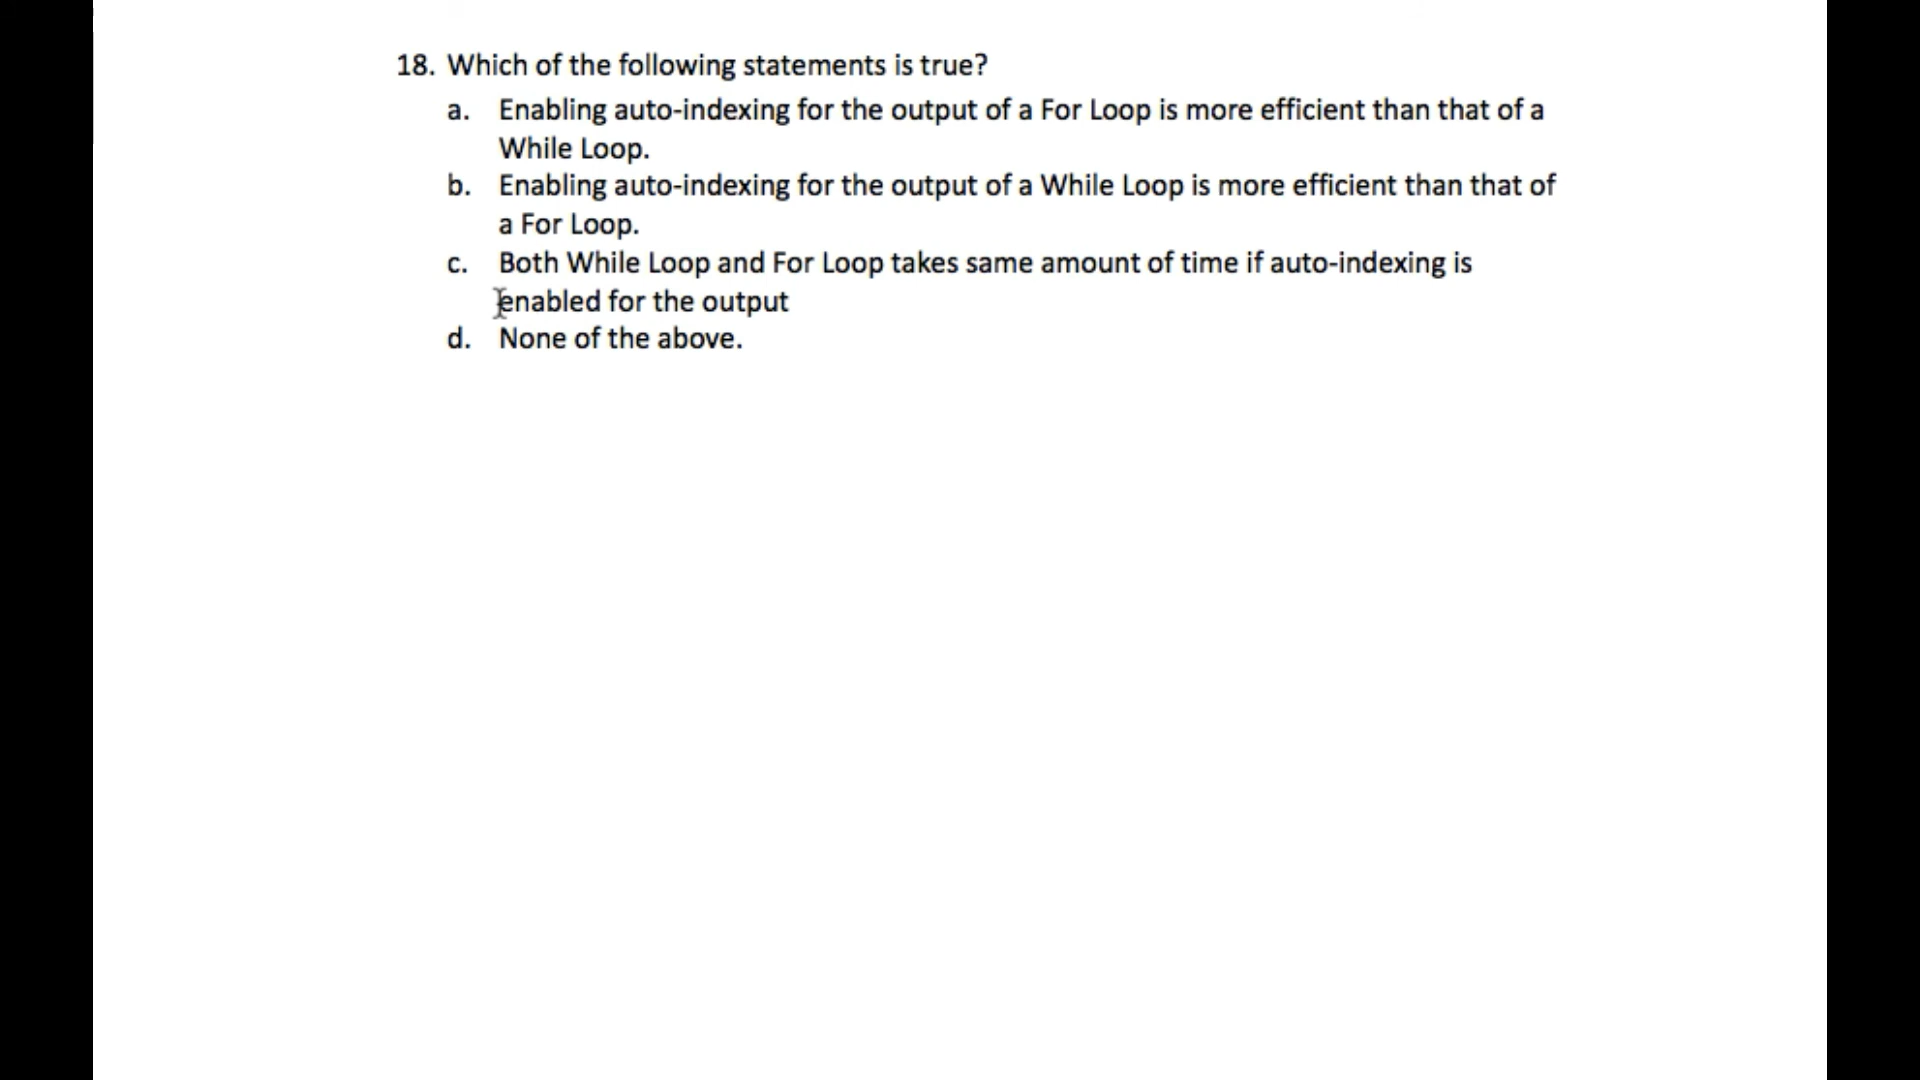 18. Which of the following statements is true?
a. Enabling auto-indexing for the output of a For Loop is more efficient than that of a
While Loop.
b. Enabling auto-indexing for the output of a While Loop is more efficient than that of
a For Loop.
c. Both While Loop and For Loop takes same amount of time if auto-indexing is
enabled for the output
d. None of the above.